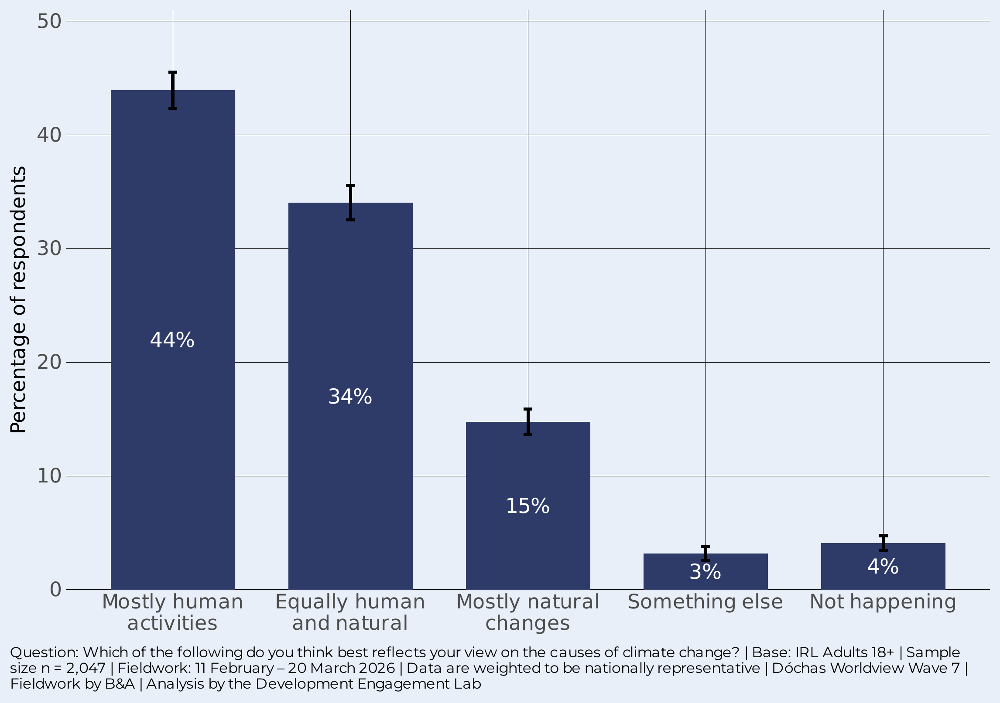 50
40
30
20
10
0
Percentage of respondents
44%
34%
15%
3%
4%
Mostly human
activities
Equally human
and natural
Mostly natural
changes
Something else
Not happening
Question: Which of the following do you think best reflects your view on the causes of climate change? | Base: IRL Adults 18+ | Sample
size n = 2,047 | Fieldwork: 11 February – 20 March 2026 | Data are weighted to be nationally representative | Dóchas Worldview Wave 7 |
Fieldwork by B&A | Analysis by the Development Engagement Lab